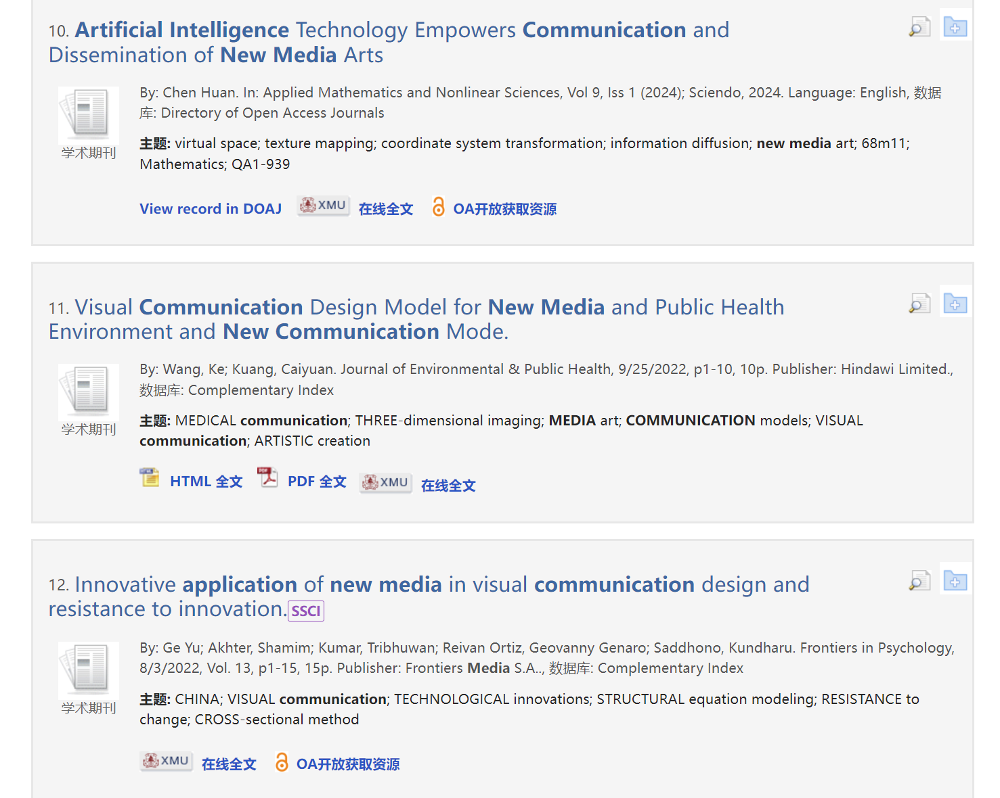 10. Artificial Intelligence Technology Empowers Communication and
Dissemination of New Media Arts
By: Chen Huan. In: Applied Mathematics and Nonlinear Sciences, Vol 9, Iss 1 (2024); Sciendo, 2024. Language: English, 数据
库: Directory of Open Access Journals
学术期刊
主题: virtual space; texture mapping; coordinate system transformation; information diffusion; new media art; 68m11;
Mathematics; QA1-939
View record in DOAJ XMU 在线全文 OA开放获取资源
11. Visual Communication Design Model for New Media and Public Health
Environment and New Communication Mode.
By: Wang, Ke; Kuang, Caiyuan. Journal of Environmental & Public Health, 9/25/2022, p1-10, 10p. Publisher: Hindawi Limited.,
数据库: Complementary Index
学术期刊
主题: MEDICAL communication; THREE-dimensional imaging; MEDIA art; COMMUNICATION models; VISUAL
communication; ARTISTIC creation
HTML 全文 PDF PDF 全文 XMU 在线全文
12. Innovative application of new media in visual communication design and
resistance to innovation. SSCI
By: Ge Yu; Akhter, Shamim; Kumar, Tribhuwan; Reivan Ortiz, Geovanny Genaro; Saddhono, Kundharu. Frontiers in Psychology,
8/3/2022, Vol. 13, p1-15, 15p. Publisher: Frontiers Media S.A.., 数据库: Complementary Index
学术期刊
主题: CHINA; VISUAL communication; TECHNOLOGICAL innovations; STRUCTURAL equation modeling; RESISTANCE to
change; CROSS-sectional method
XMU 在线全文 OA开放获取资源